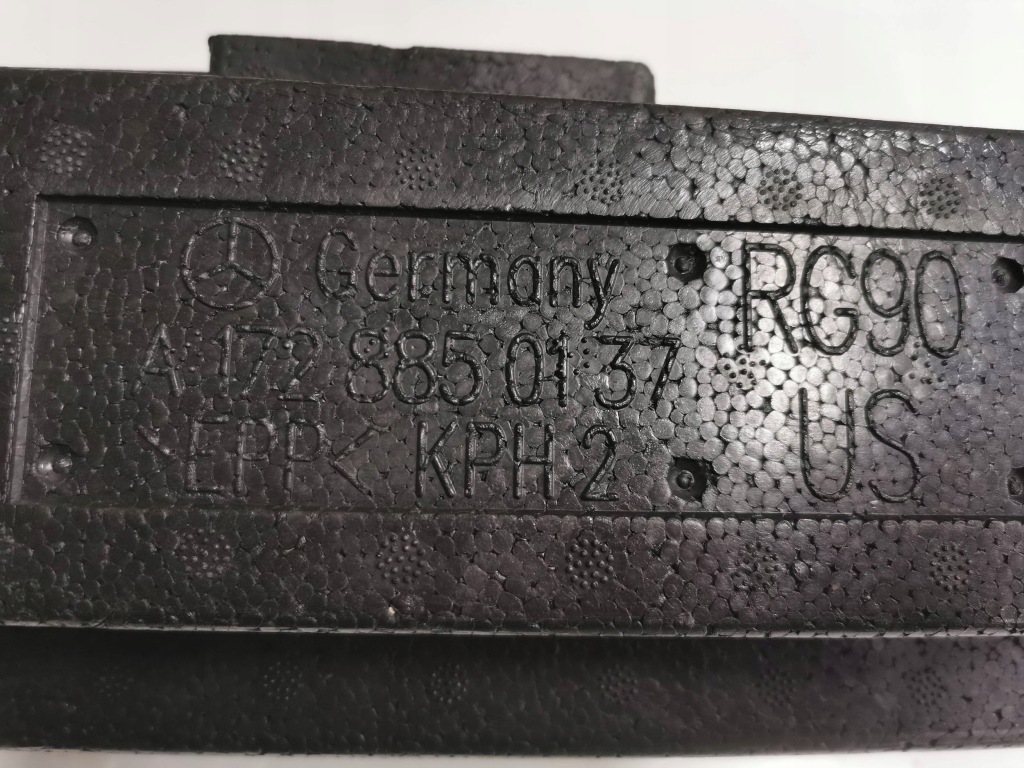 Germany
A 172 885 01 37
>EPP< KPH 2
RG90
US